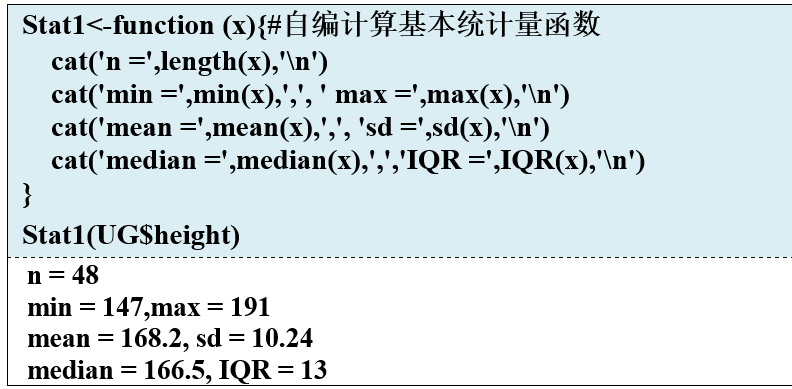 Stat1<-function (x){#自编计算基本统计量函数
cat('n =',length(x),'\n')
cat('min =',min(x),',', ' max =',max(x),'\n')
cat('mean =',mean(x),',', 'sd =',sd(x),'\n')
cat('median =',median(x),',','IQR =',IQR(x),'\n')
}
Stat1(UG$height)
n = 48
min = 147,max = 191
mean = 168.2, sd = 10.24
median = 166.5, IQR = 13